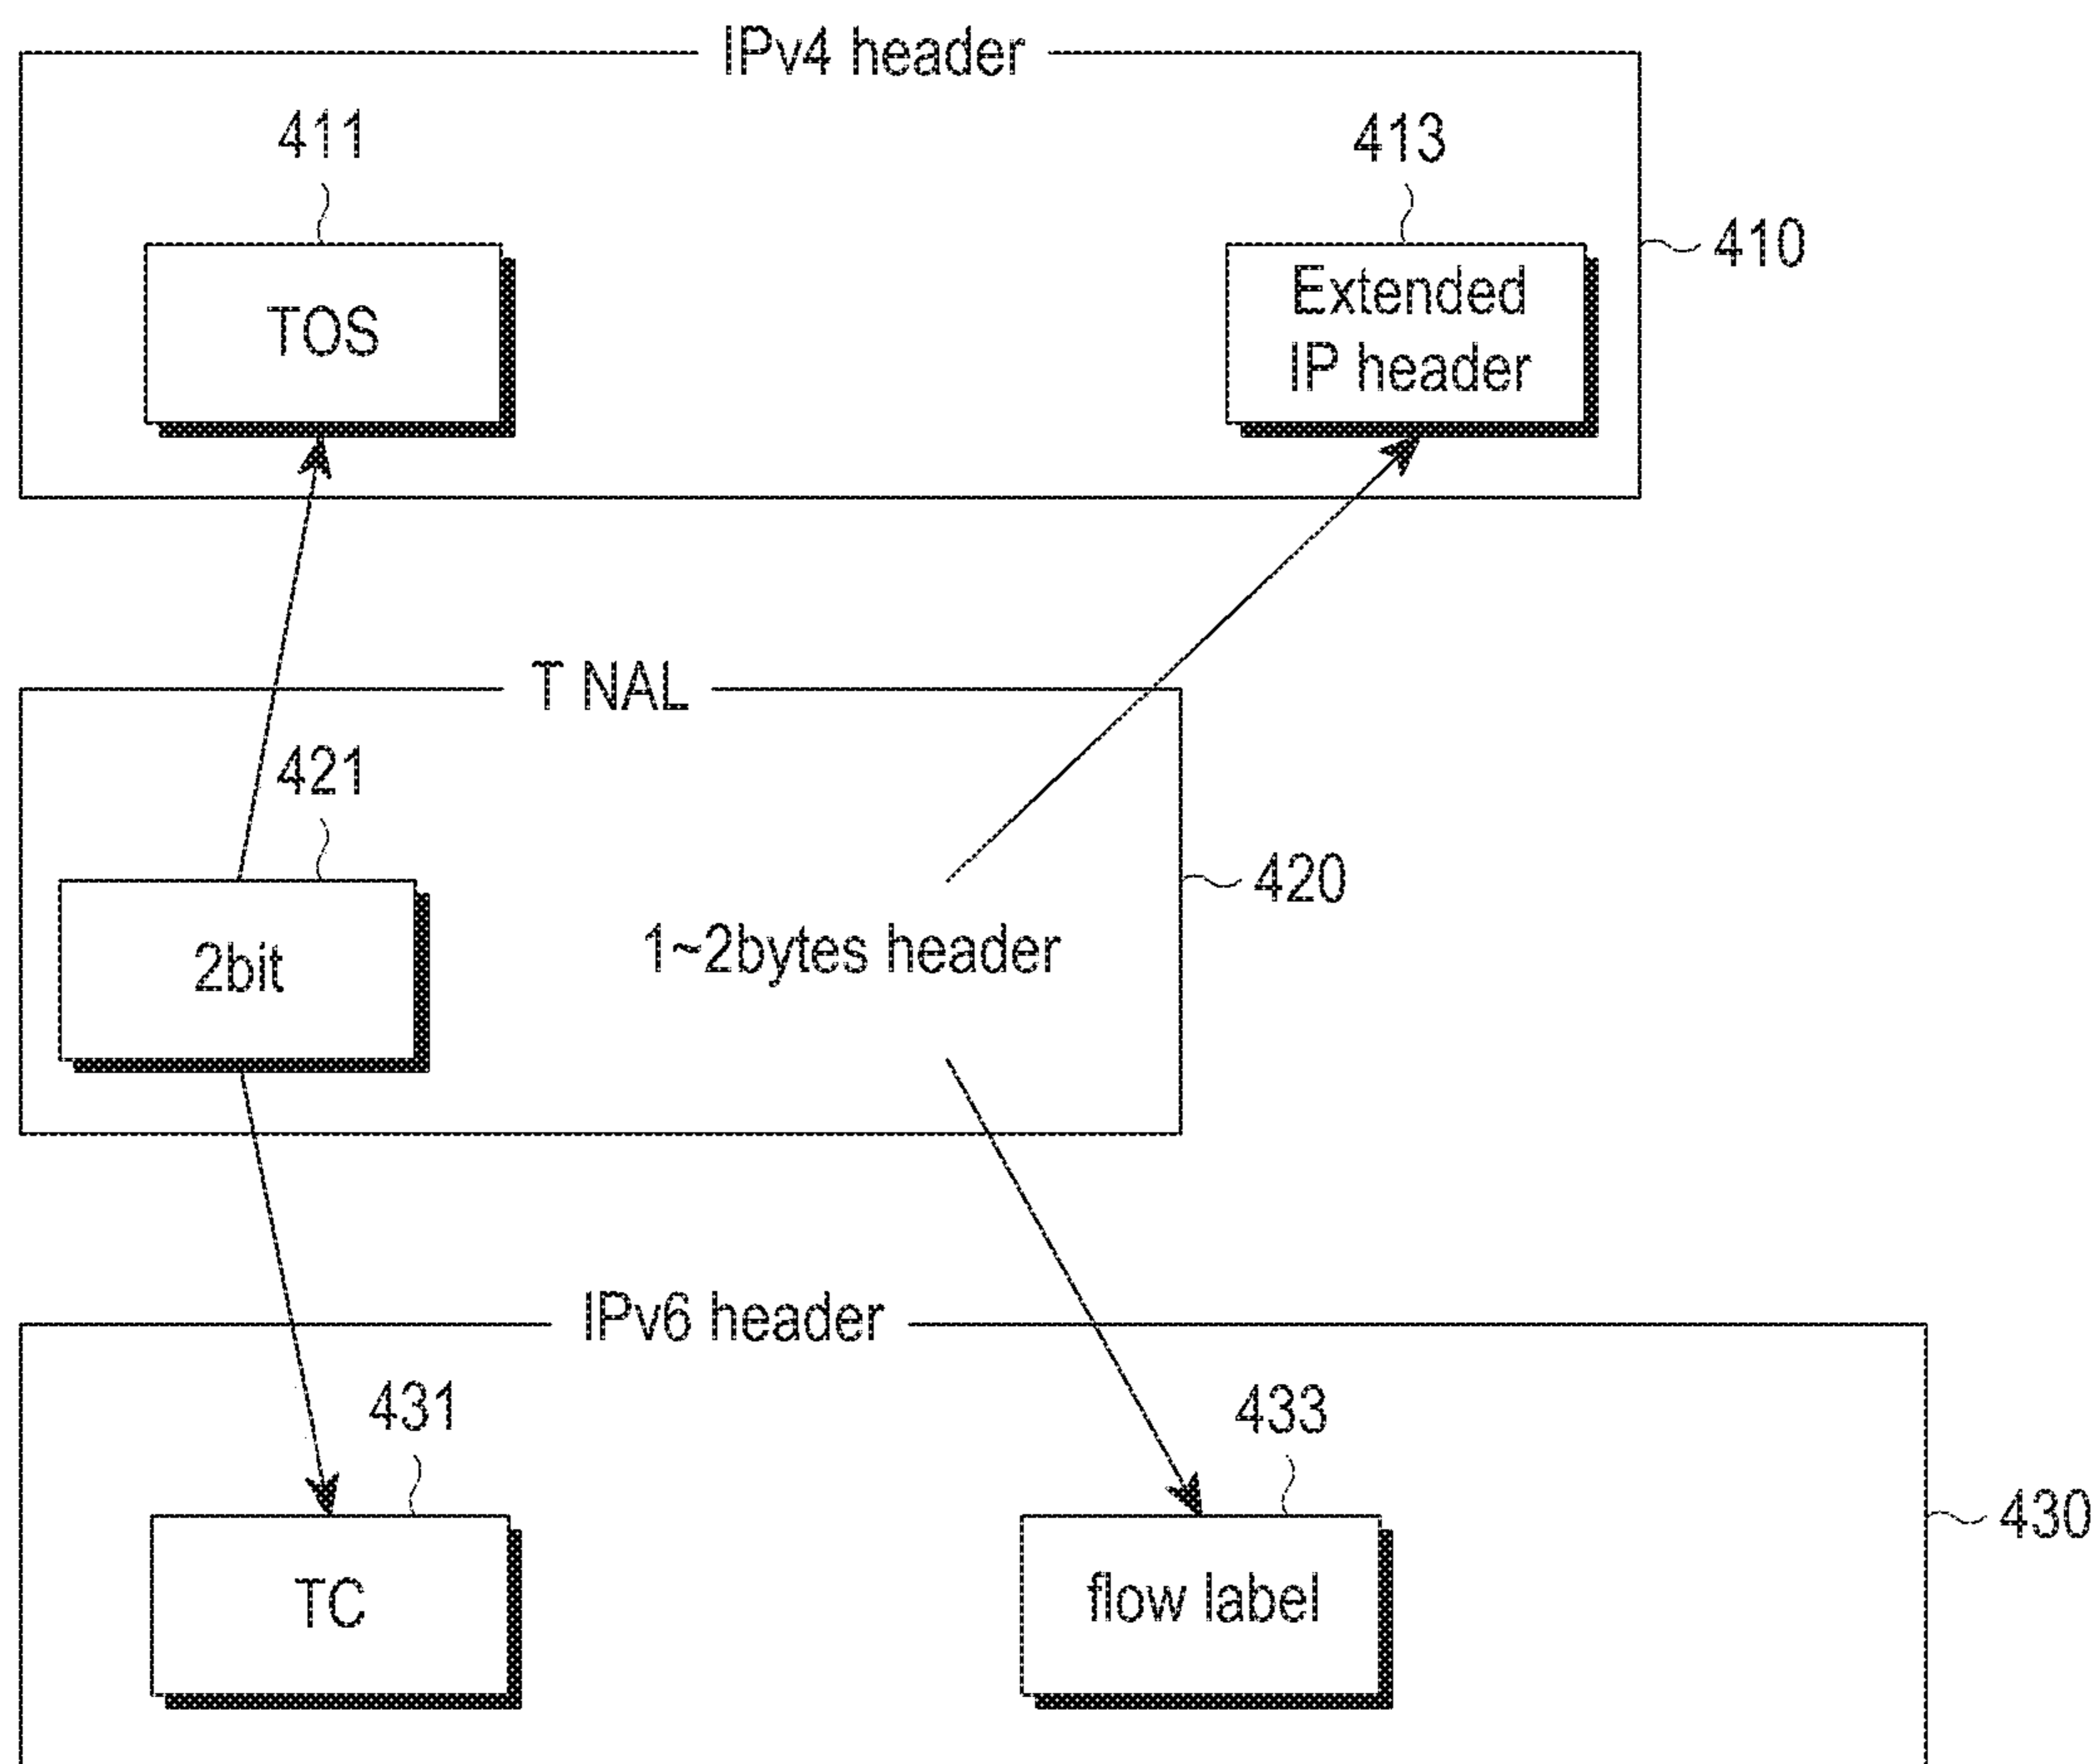 IPv4 header
411
413
410
TOS
Extended
IP header
T NAL
421
420
2bit
1~2bytes header
IPv6 header
431
433
430
TC
flow label